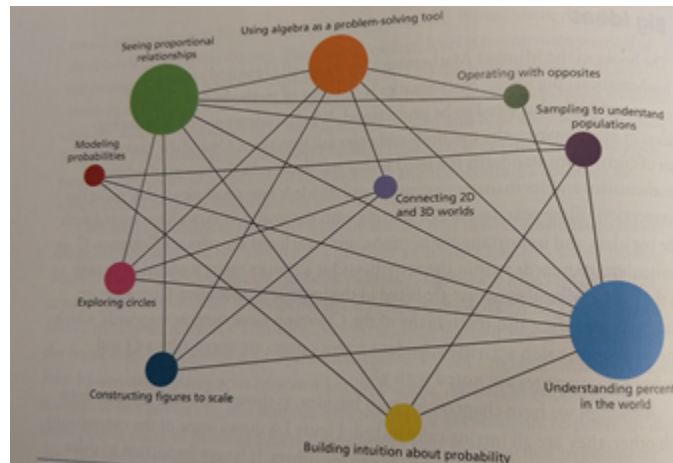 Using algebra as a problem-solving tool
Seeing proportional
relationships
Operating with opposites
Sampling to understand
populations
Modeling
probabilities
Connecting 2D
and 3D worlds
Exploring circles
Constructing figures to scale
Understanding percent
in the world
Building intuition about probability